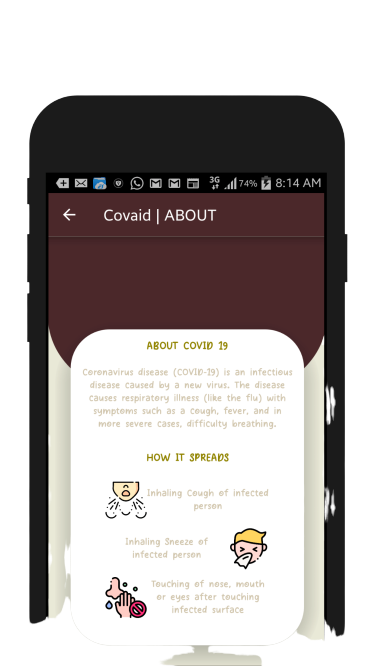 3G 74% 8:14 AM
Covaid | ABOUT
ABOUT COVID 19
Coronavirus disease (COVID-19) is an infectious
disease caused by a new virus. The disease
causes respiratory illness (like the flu) with
symptoms such as a cough, fever, and in
more severe cases, difficulty breathing.
HOW IT SPREADS
Inhaling Cough of infected
person
Inhaling Sneeze of
infected person
Touching of nose, mouth
or eyes after touching
infected surface